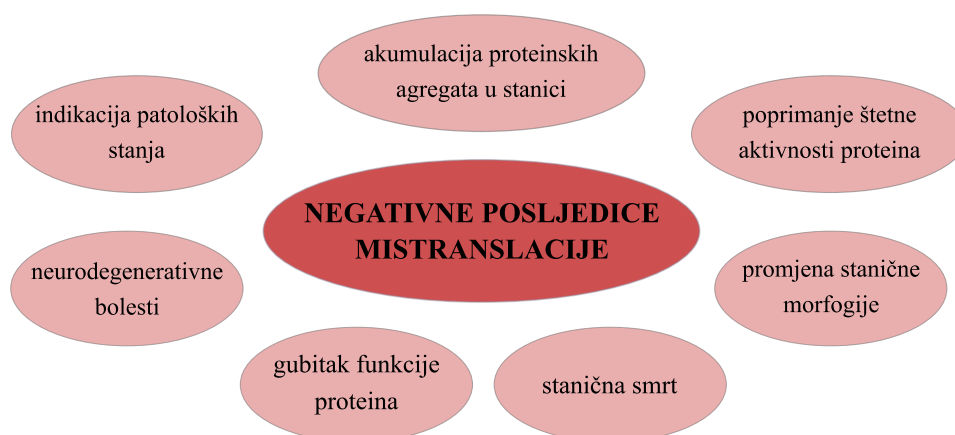 akumulacija proteinskih
agregata u stanici
indikacija patoloških
stanja
poprimanje štetne
aktivnosti proteina
NEGATIVNE POSLJEDICE
MISTRANSLACIJE
neurodegenerativne
bolesti
promjena stanične
morfogije
gubitak funkcije
proteina
stanična smrt